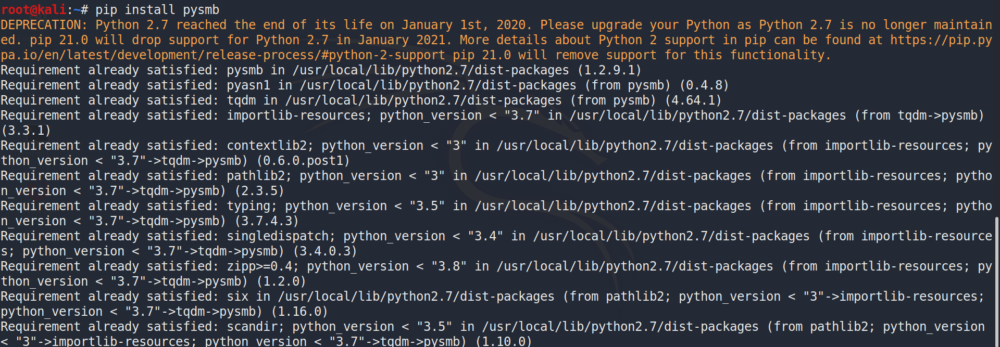 root@kali:~# pip install pysmb
DEPRECATION: Python 2.7 reached the end of its life on January 1st, 2020. Please upgrade your Python as Python 2.7 is no longer maintain
ed. pip 21.0 will drop support for Python 2.7 in January 2021. More details about Python 2 support in pip can be found at https://pip.py
pa.io/en/latest/development/release-process/#python-2-support pip 21.0 will remove support for this functionality.
Requirement already satisfied: pysmb in /usr/local/lib/python2.7/dist-packages (1.2.9.1)
Requirement already satisfied: pyasn1 in /usr/local/lib/python2.7/dist-packages (from pysmb) (0.4.8)
Requirement already satisfied: tqdm in /usr/local/lib/python2.7/dist-packages (from pysmb) (4.64.1)
Requirement already satisfied: importlib-resources; python_version < "3.7" in /usr/local/lib/python2.7/dist-packages (from tqdm->pysmb)
(3.3.1)
Requirement already satisfied: contextlib2; python_version < "3" in /usr/local/lib/python2.7/dist-packages (from importlib-resources; py
thon_version < "3.7"->tqdm->pysmb) (0.6.0.post1)
Requirement already satisfied: pathlib2; python_version < "3" in /usr/local/lib/python2.7/dist-packages (from importlib-resources; pytho
n_version < "3.7"->tqdm->pysmb) (2.3.5)
Requirement already satisfied: typing; python_version < "3.5" in /usr/local/lib/python2.7/dist-packages (from importlib-resources; pytho
n_version < "3.7"->tqdm->pysmb) (3.7.4.3)
Requirement already satisfied: singledispatch; python_version < "3.4" in /usr/local/lib/python2.7/dist-packages (from importlib-resource
s; python_version < "3.7"->tqdm->pysmb) (3.4.0.3)
Requirement already satisfied: zipp>=0.4; python_version < "3.8" in /usr/local/lib/python2.7/dist-packages (from importlib-resources; py
thon_version < "3.7"->tqdm->pysmb) (1.2.0)
Requirement already satisfied: six in /usr/local/lib/python2.7/dist-packages (from pathlib2; python_version < "3"->importlib-resources;
python_version < "3.7"->tqdm->pysmb) (1.16.0)
Requirement already satisfied: scandir; python_version < "3.5" in /usr/local/lib/python2.7/dist-packages (from pathlib2; python_version
< "3"->importlib-resources; python_version < "3.7"->tqdm->pysmb) (1.10.0)